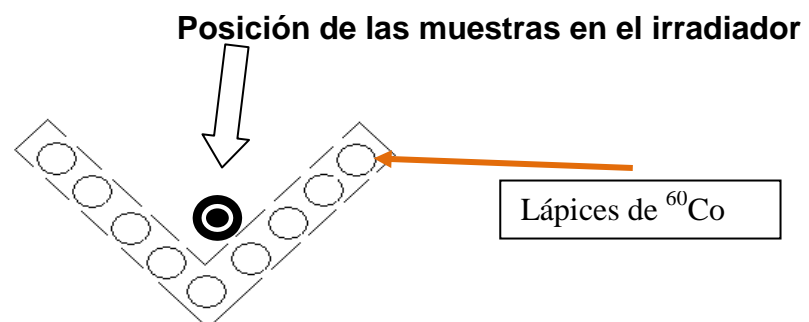 Posición de las muestras en el irradiador
Lápices de ⁶⁰Co